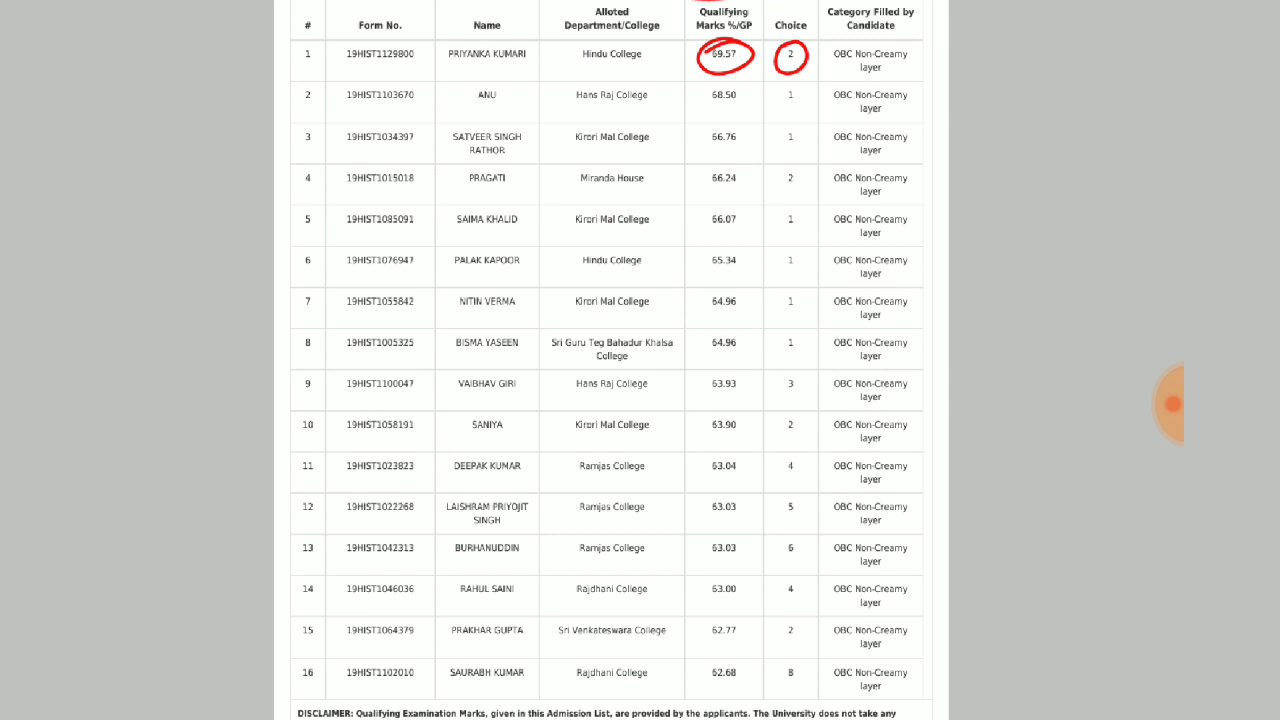 # Form No. Name Alloted Department/College Qualifying Marks %/GP Choice Category Filled by Candidate
1 19HIST1129800 PRIYANKA KUMARI Hindu College 69.57 2 OBC Non-Creamy layer
2 19HIST1103670 ANU Hans Raj College 68.50 1 OBC Non-Creamy layer
3 19HIST1034397 SATVEER SINGH RATHOR Kirori Mal College 66.76 1 OBC Non-Creamy layer
4 19HIST1015018 PRAGATI Miranda House 66.24 2 OBC Non-Creamy layer
5 19HIST1085091 SAIMA KHALID Kirori Mal College 66.07 1 OBC Non-Creamy layer
6 19HIST1076947 PALAK KAPOOR Hindu College 65.34 1 OBC Non-Creamy layer
7 19HIST1055842 NITIN VERMA Kirori Mal College 64.96 1 OBC Non-Creamy layer
8 19HIST1005325 BISMA YASEEN Sri Guru Teg Bahadur Khalsa College 64.96 1 OBC Non-Creamy layer
9 19HIST1100047 VAIBHAV GIRI Hans Raj College 63.93 3 OBC Non-Creamy layer
10 19HIST1058191 SANIYA Kirori Mal College 63.90 2 OBC Non-Creamy layer
11 19HIST1023823 DEEPAK KUMAR Ramjas College 63.04 4 OBC Non-Creamy layer
12 19HIST1022268 LAISHRAM PRIYOJIT SINGH Ramjas College 63.03 5 OBC Non-Creamy layer
13 19HIST1042313 BURHANUDDIN Ramjas College 63.03 6 OBC Non-Creamy layer
14 19HIST1046036 RAHUL SAINI Rajdhani College 63.00 4 OBC Non-Creamy layer
15 19HIST1064379 PRAKHAR GUPTA Sri Venkateswara College 62.77 2 OBC Non-Creamy layer
16 19HIST1102010 SAURABH KUMAR Rajdhani College 62.68 8 OBC Non-Creamy layer
DISCLAIMER: Qualifying Examination Marks, given in this Admission List, are provided by the applicants. The University does not take any